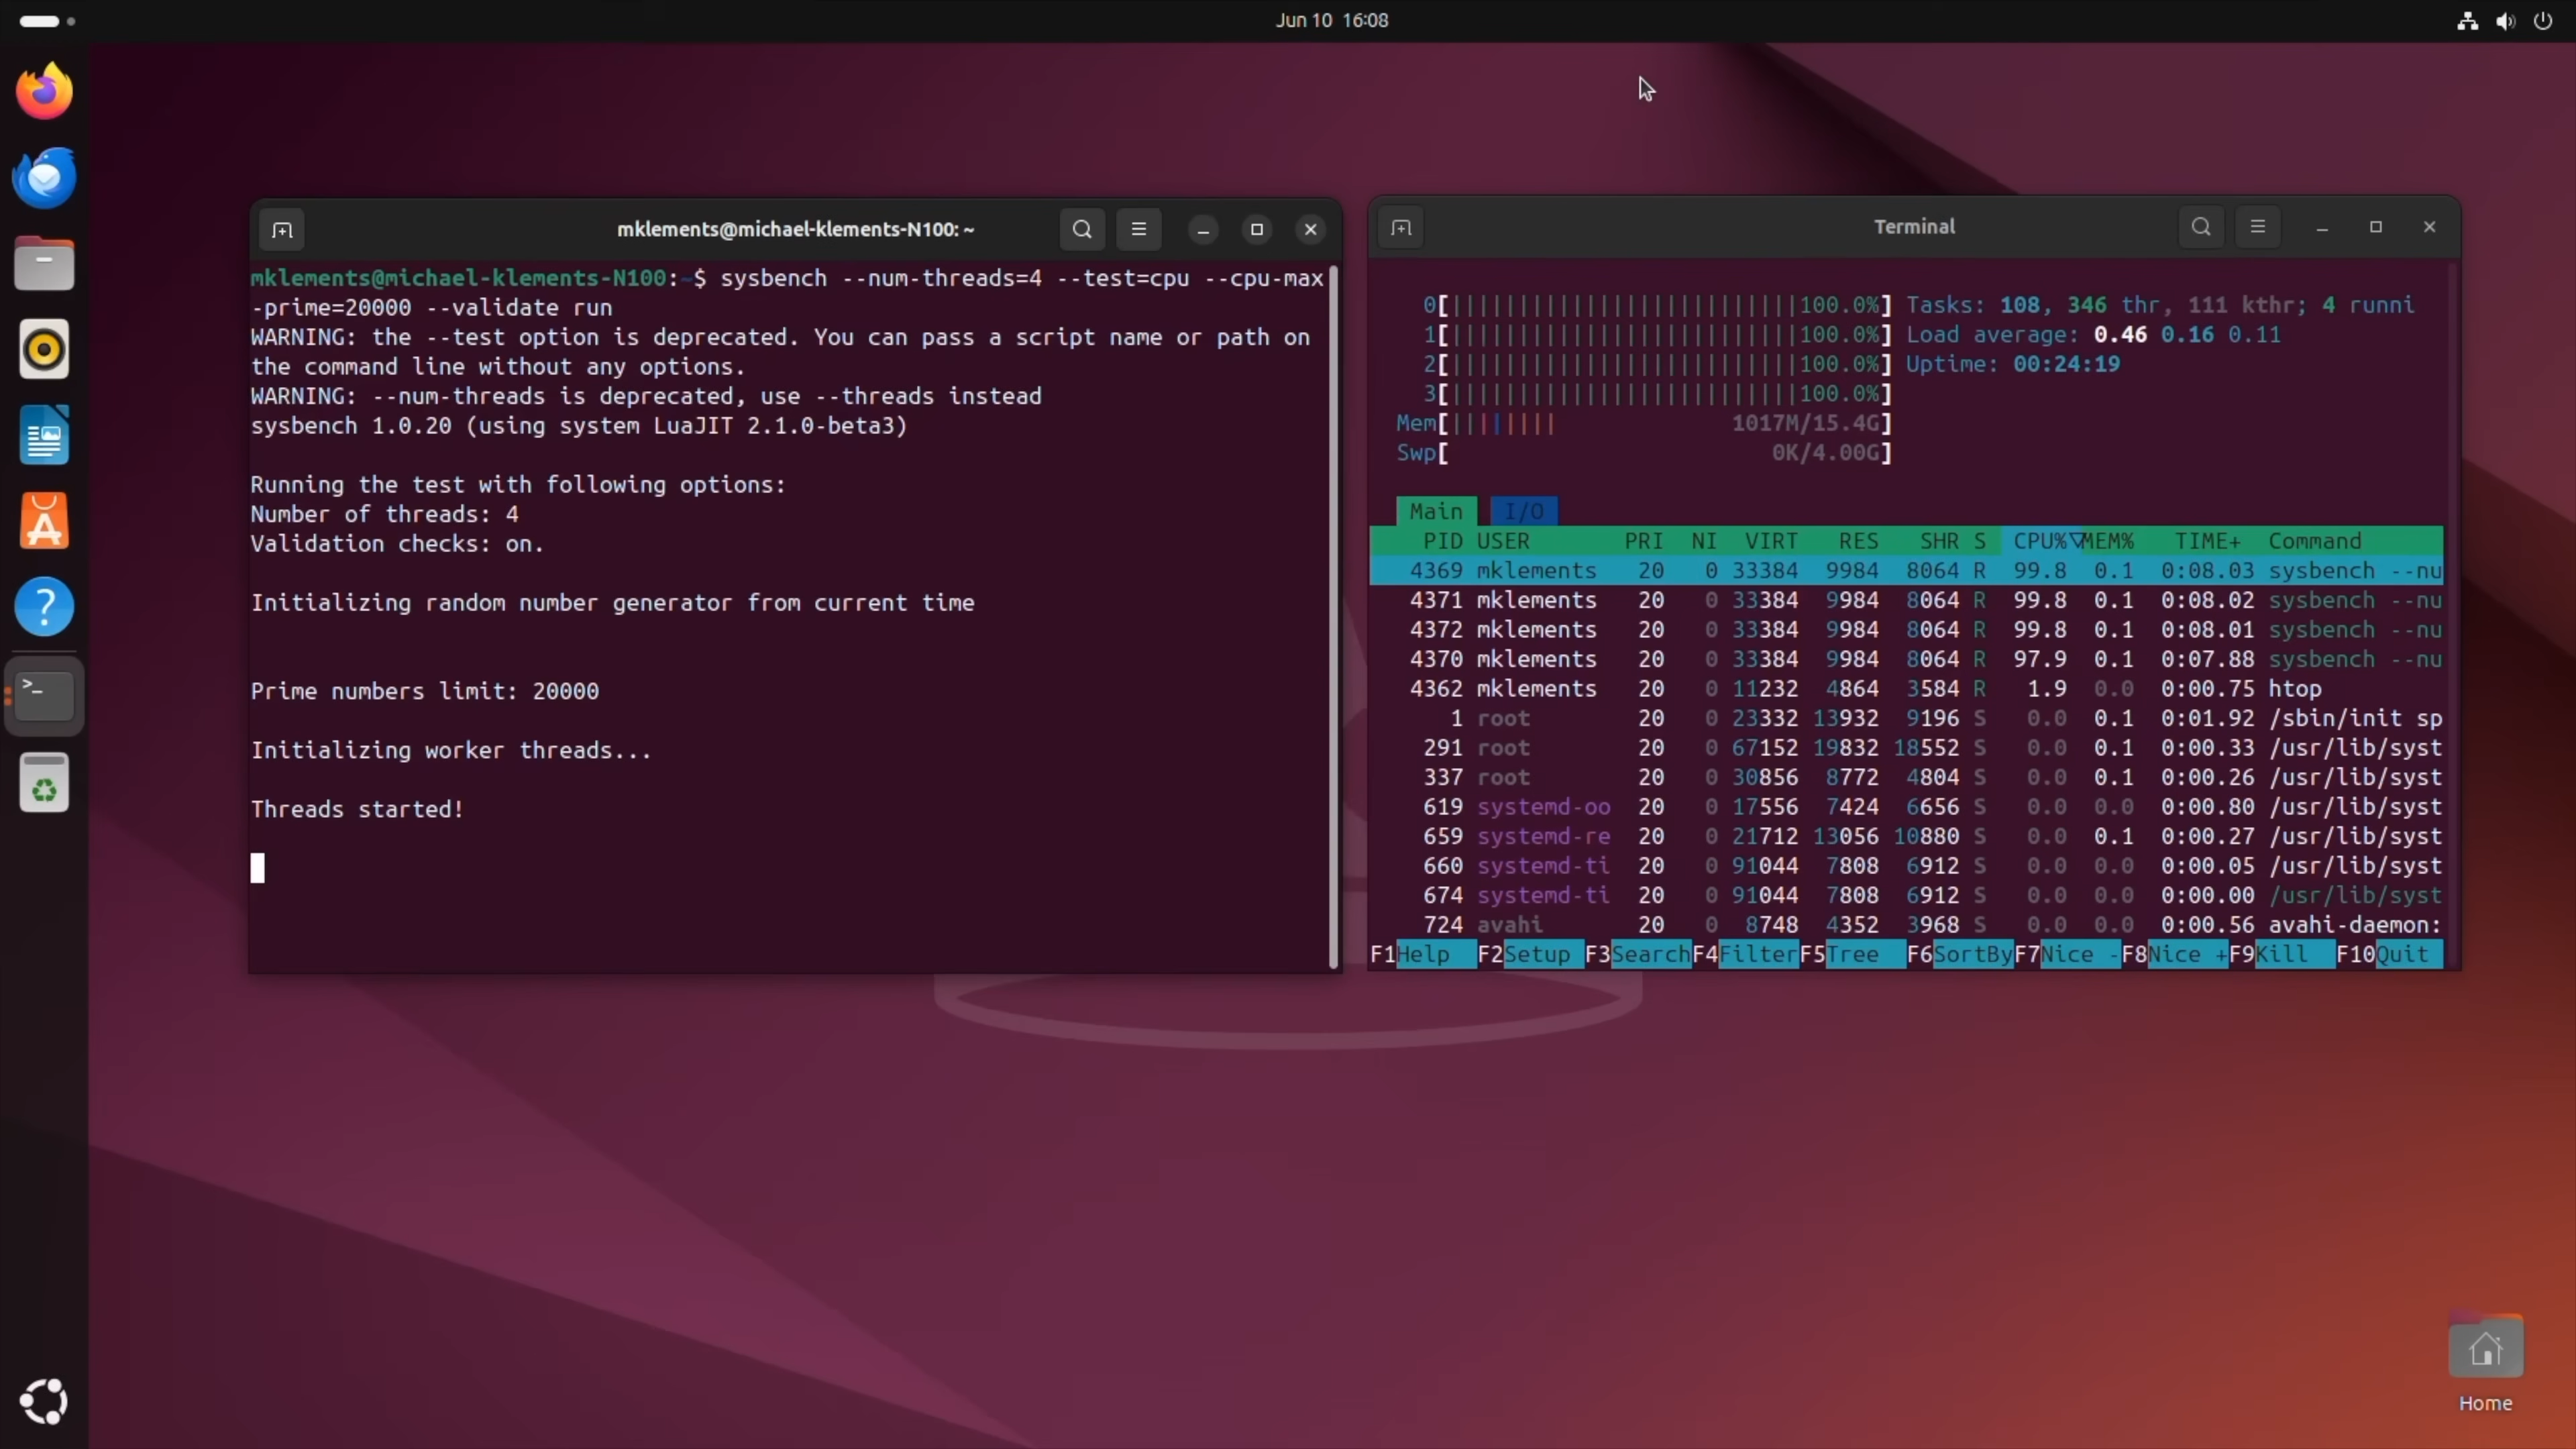 Jun 10 16:08
mklements@michael-klements-N100: ~
mklements@michael-klements-N100:~$ sysbench --num-threads=4 --test=cpu --cpu-max
-prime=20000 --validate run
WARNING: the --test option is deprecated. You can pass a script name or path on
the command line without any options.
WARNING: --num-threads is deprecated, use --threads instead
sysbench 1.0.20 (using system LuaJIT 2.1.0-beta3)
Running the test with following options:
Number of threads: 4
Validation checks: on.
Initializing random number generator from current time
Prime numbers limit: 20000
Initializing worker threads...
Threads started!
Terminal
0[||||||||||||||||||||||||||100.0%] Tasks: 108, 346 thr, 111 kthr; 4 runni
1[||||||||||||||||||||||||||100.0%] Load average: 0.46 0.16 0.11
2[||||||||||||||||||||||||||100.0%] Uptime: 00:24:19
3[||||||||||||||||||||||||||100.0%]
Mem[|||||||| 1017M/15.4G]
Swp[ 0K/4.00G]
Main I/O
PID USER PRI NI VIRT RES SHR S CPU%▽MEM% TIME+ Command
4369 mklements 20 0 33384 9984 8064 R 99.8 0.1 0:08.03 sysbench --nu
4371 mklements 20 0 33384 9984 8064 R 99.8 0.1 0:08.02 sysbench --nu
4372 mklements 20 0 33384 9984 8064 R 99.8 0.1 0:08.01 sysbench --nu
4370 mklements 20 0 33384 9984 8064 R 97.9 0.1 0:07.88 sysbench --nu
4362 mklements 20 0 11232 4864 3584 R 1.9 0.0 0:00.75 htop
1 root 20 0 23332 13932 9196 S 0.0 0.1 0:01.92 /sbin/init sp
291 root 20 0 67152 19832 18552 S 0.0 0.1 0:00.33 /usr/lib/syst
337 root 20 0 30856 8772 4804 S 0.0 0.1 0:00.26 /usr/lib/syst
619 systemd-oo 20 0 17556 7424 6656 S 0.0 0.0 0:00.80 /usr/lib/syst
659 systemd-re 20 0 21712 13056 10880 S 0.0 0.1 0:00.27 /usr/lib/syst
660 systemd-ti 20 0 91044 7808 6912 S 0.0 0.0 0:00.05 /usr/lib/syst
674 systemd-ti 20 0 91044 7808 6912 S 0.0 0.0 0:00.00 /usr/lib/syst
724 avahi 20 0 8748 4352 3968 S 0.0 0.0 0:00.56 avahi-daemon:
F1Help F2Setup F3SearchF4FilterF5Tree F6SortByF7Nice -F8Nice +F9Kill F10Quit
Home